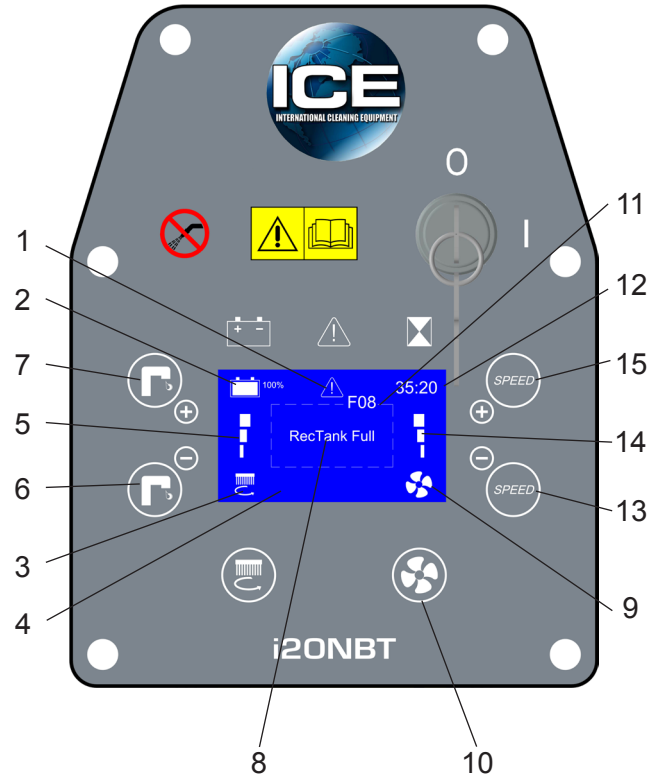 ICE
INTERNATIONAL CLEANING EQUIPMENT
O
I
11
1
2
12
7
15
100%
35:20
F08
SPEED
5
RecTank Full
14
6
SPEED
13
3
9
4
i20NBT
8
10